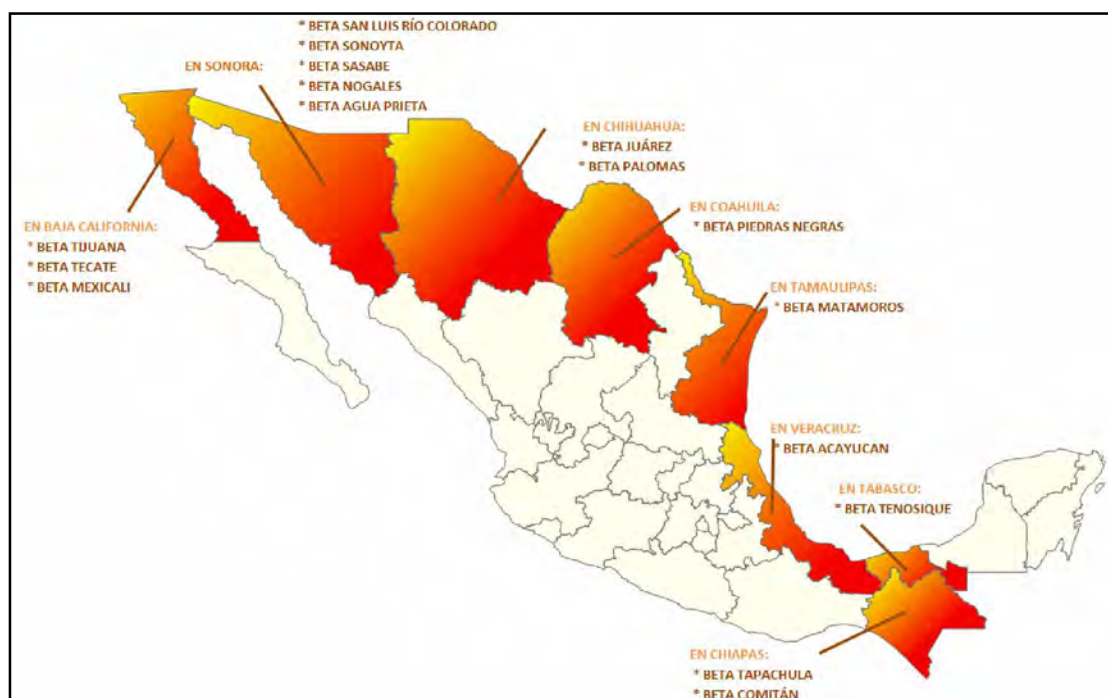 * BETA SAN LUIS RÍO COLORADO
* BETA SONOYTA
* BETA SASABE
* BETA NOGALES
* BETA AGUA PRIETA
EN SONORA:
EN CHIHUAHUA:
* BETA JUÁREZ
* BETA PALOMAS
EN COAHUILA:
* BETA PIEDRAS NEGRAS
EN BAJA CALIFORNIA:
* BETA TIJUANA
* BETA TECATE
* BETA MEXICALI
EN TAMAULIPAS:
* BETA MATAMOROS
EN VERACRUZ:
* BETA ACAYUCAN
EN TABASCO:
* BETA TENOSIQUE
EN CHIAPAS:
* BETA TAPACHULA
* BETA COMITÁN